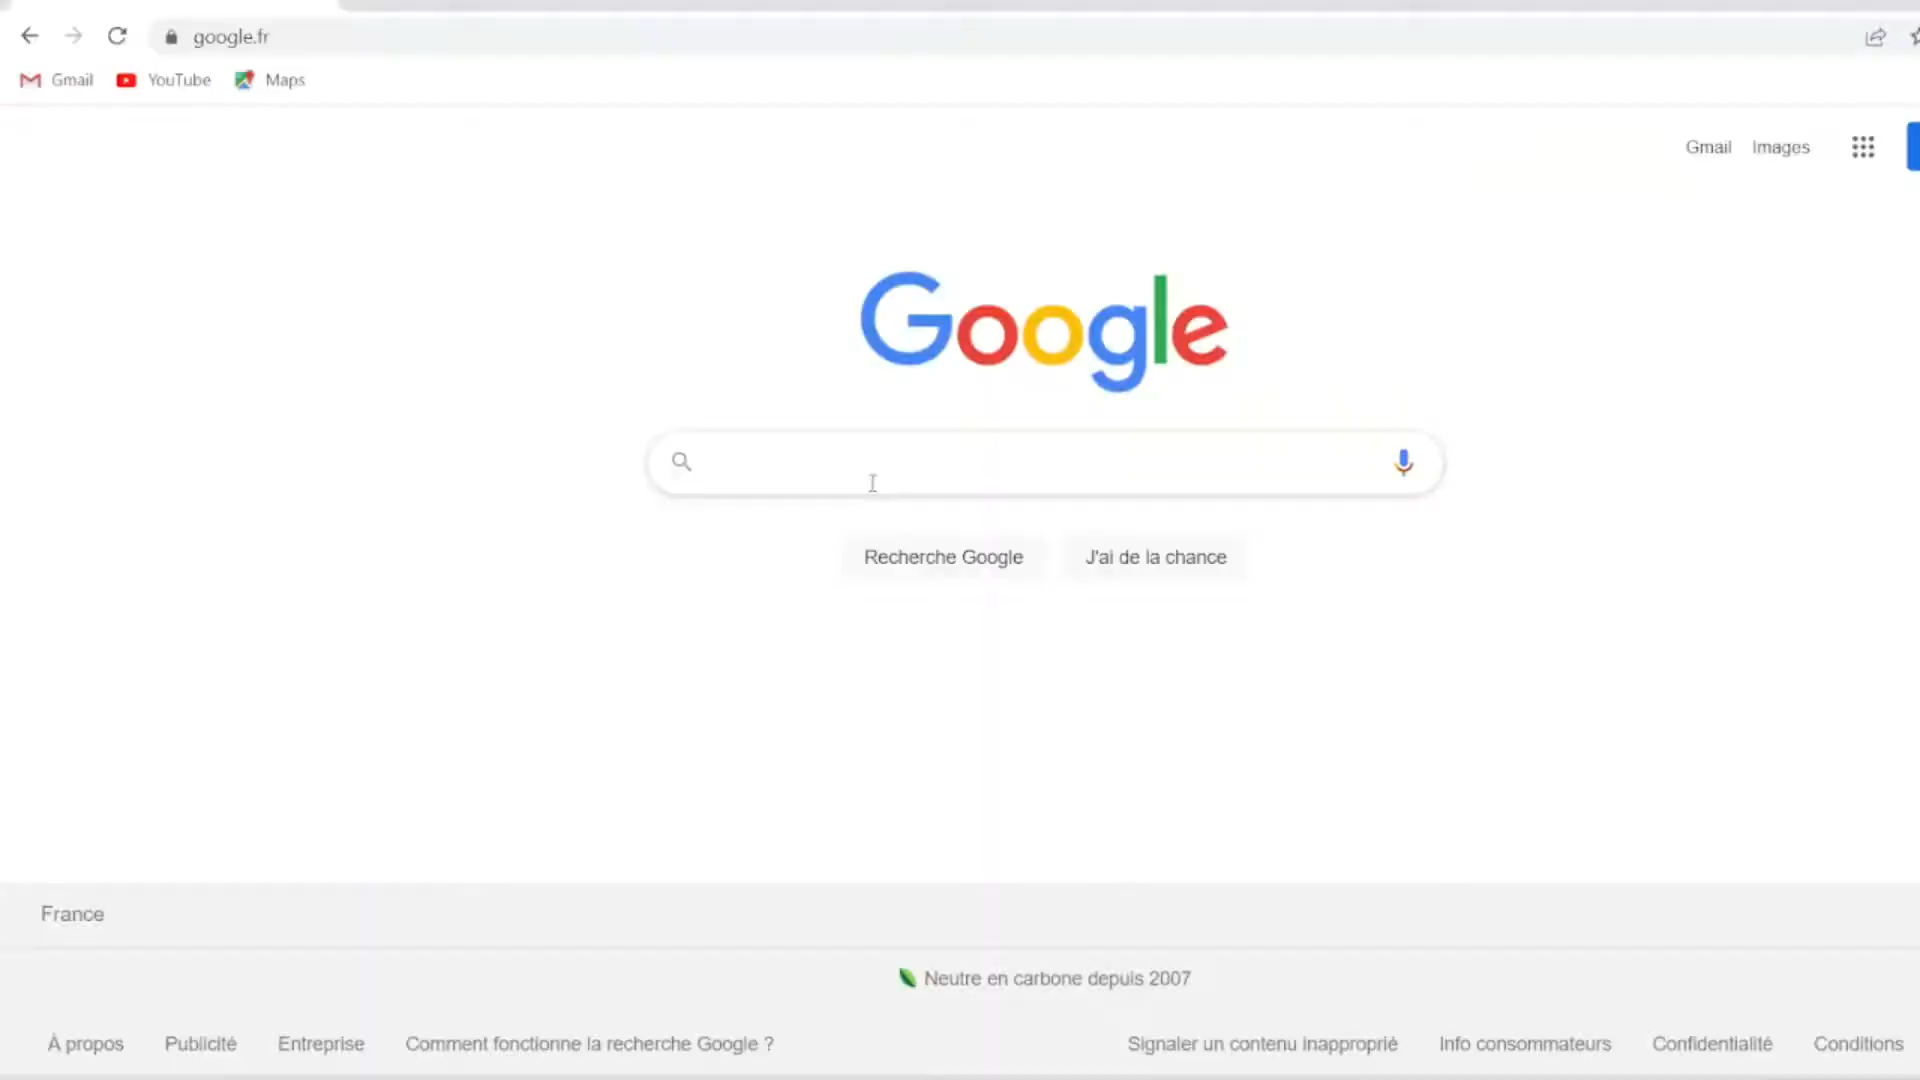 google.fr
Gmail YouTube Maps
Gmail Images
Google
Recherche Google J'ai de la chance
France
Neutre en carbone depuis 2007
À propos Publicité Entreprise Comment fonctionne la recherche Google ? Signaler un contenu inapproprié Info consommateurs Confidentialité Conditions